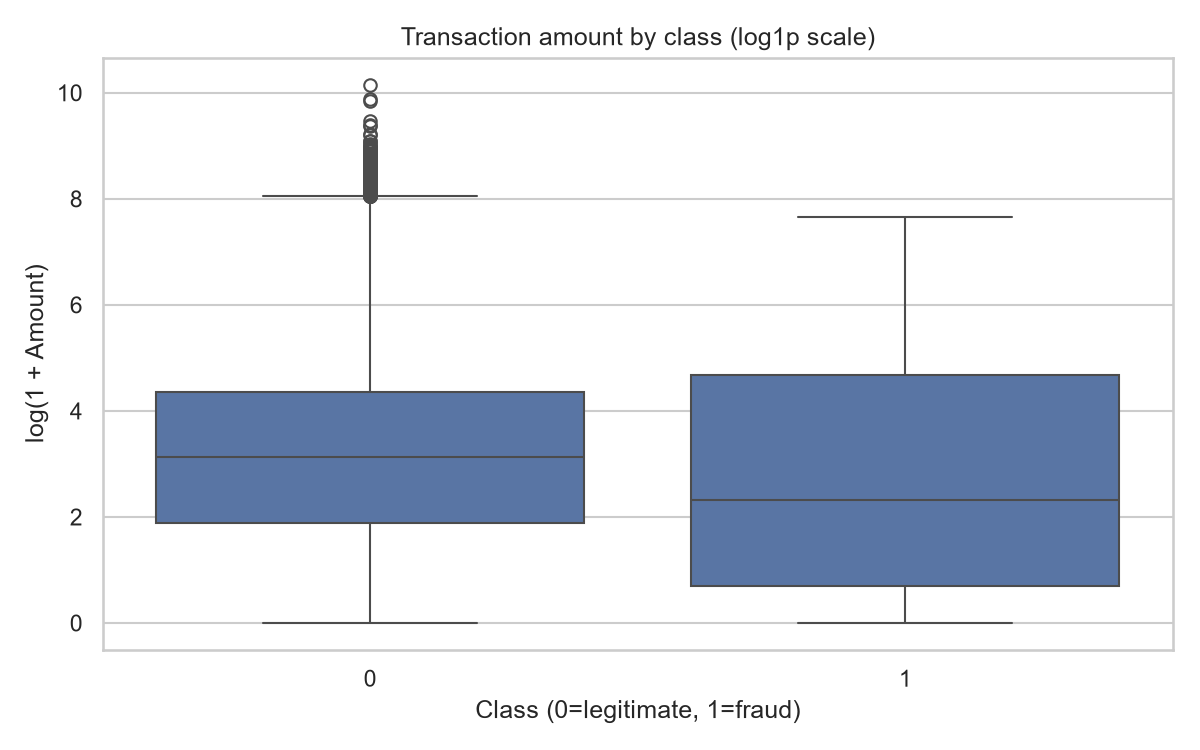 Transaction amount by class (log1p scale)
10
8
6
4
2
0
log(1 + Amount)
0 1
Class (0=legitimate, 1=fraud)